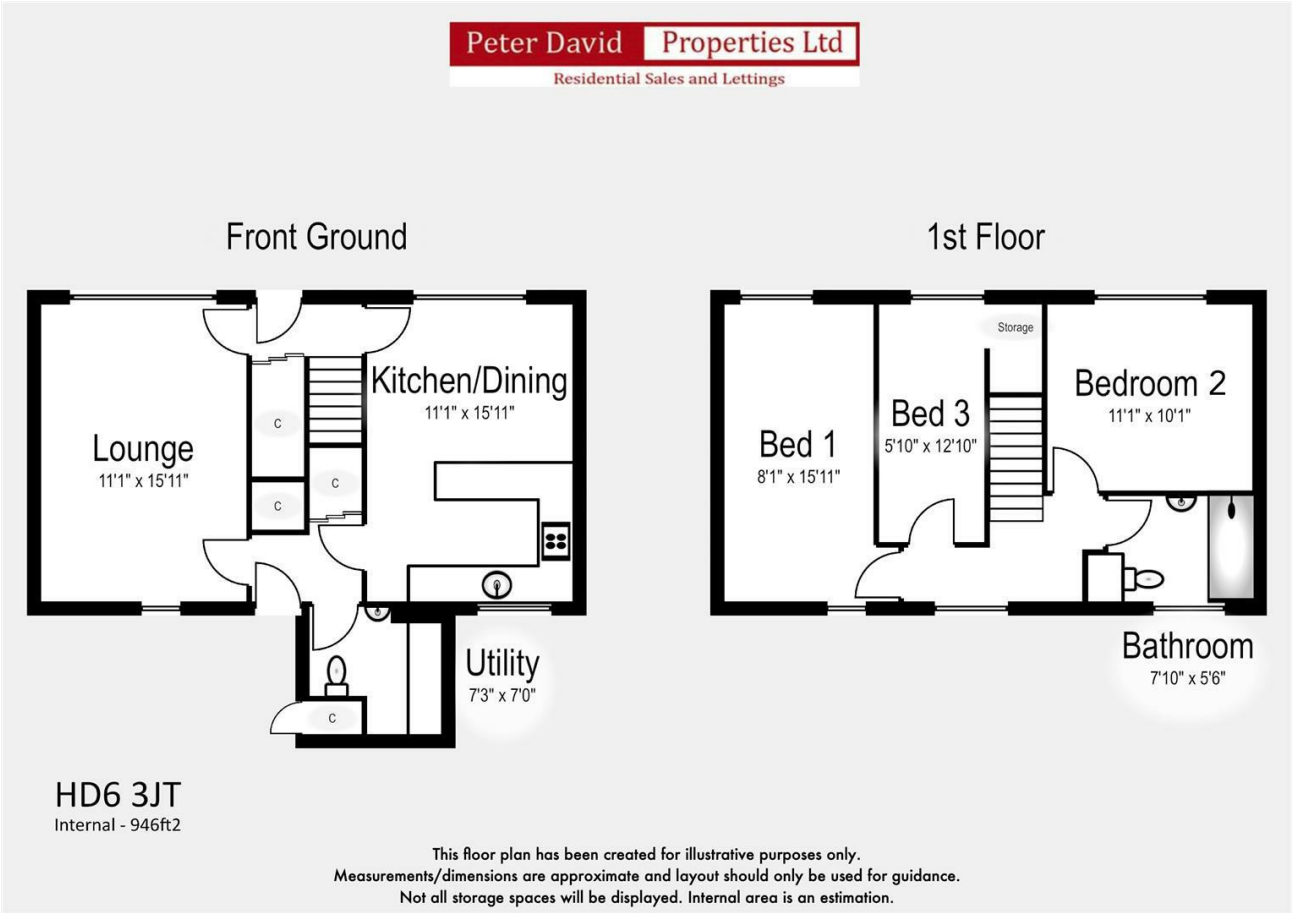 Peter David Properties Ltd
Residential Sales and Lettings
Front Ground
Lounge
11'1" x 15'11"
C
C
C
Kitchen/Dining
11'1" x 15'11"
Utility
7'3" x 7'0"
C
1st Floor
Bed 1
8'1" x 15'11"
Bed 3
5'10" x 12'10"
Storage
Bedroom 2
11'1" x 10'1"
Bathroom
7'10" x 5'6"
HD6 3JT
Internal - 946ft2
This floor plan has been created for illustrative purposes only.
Measurements/dimensions are approximate and layout should only be used for guidance.
Not all storage spaces will be displayed. Internal area is an estimation.